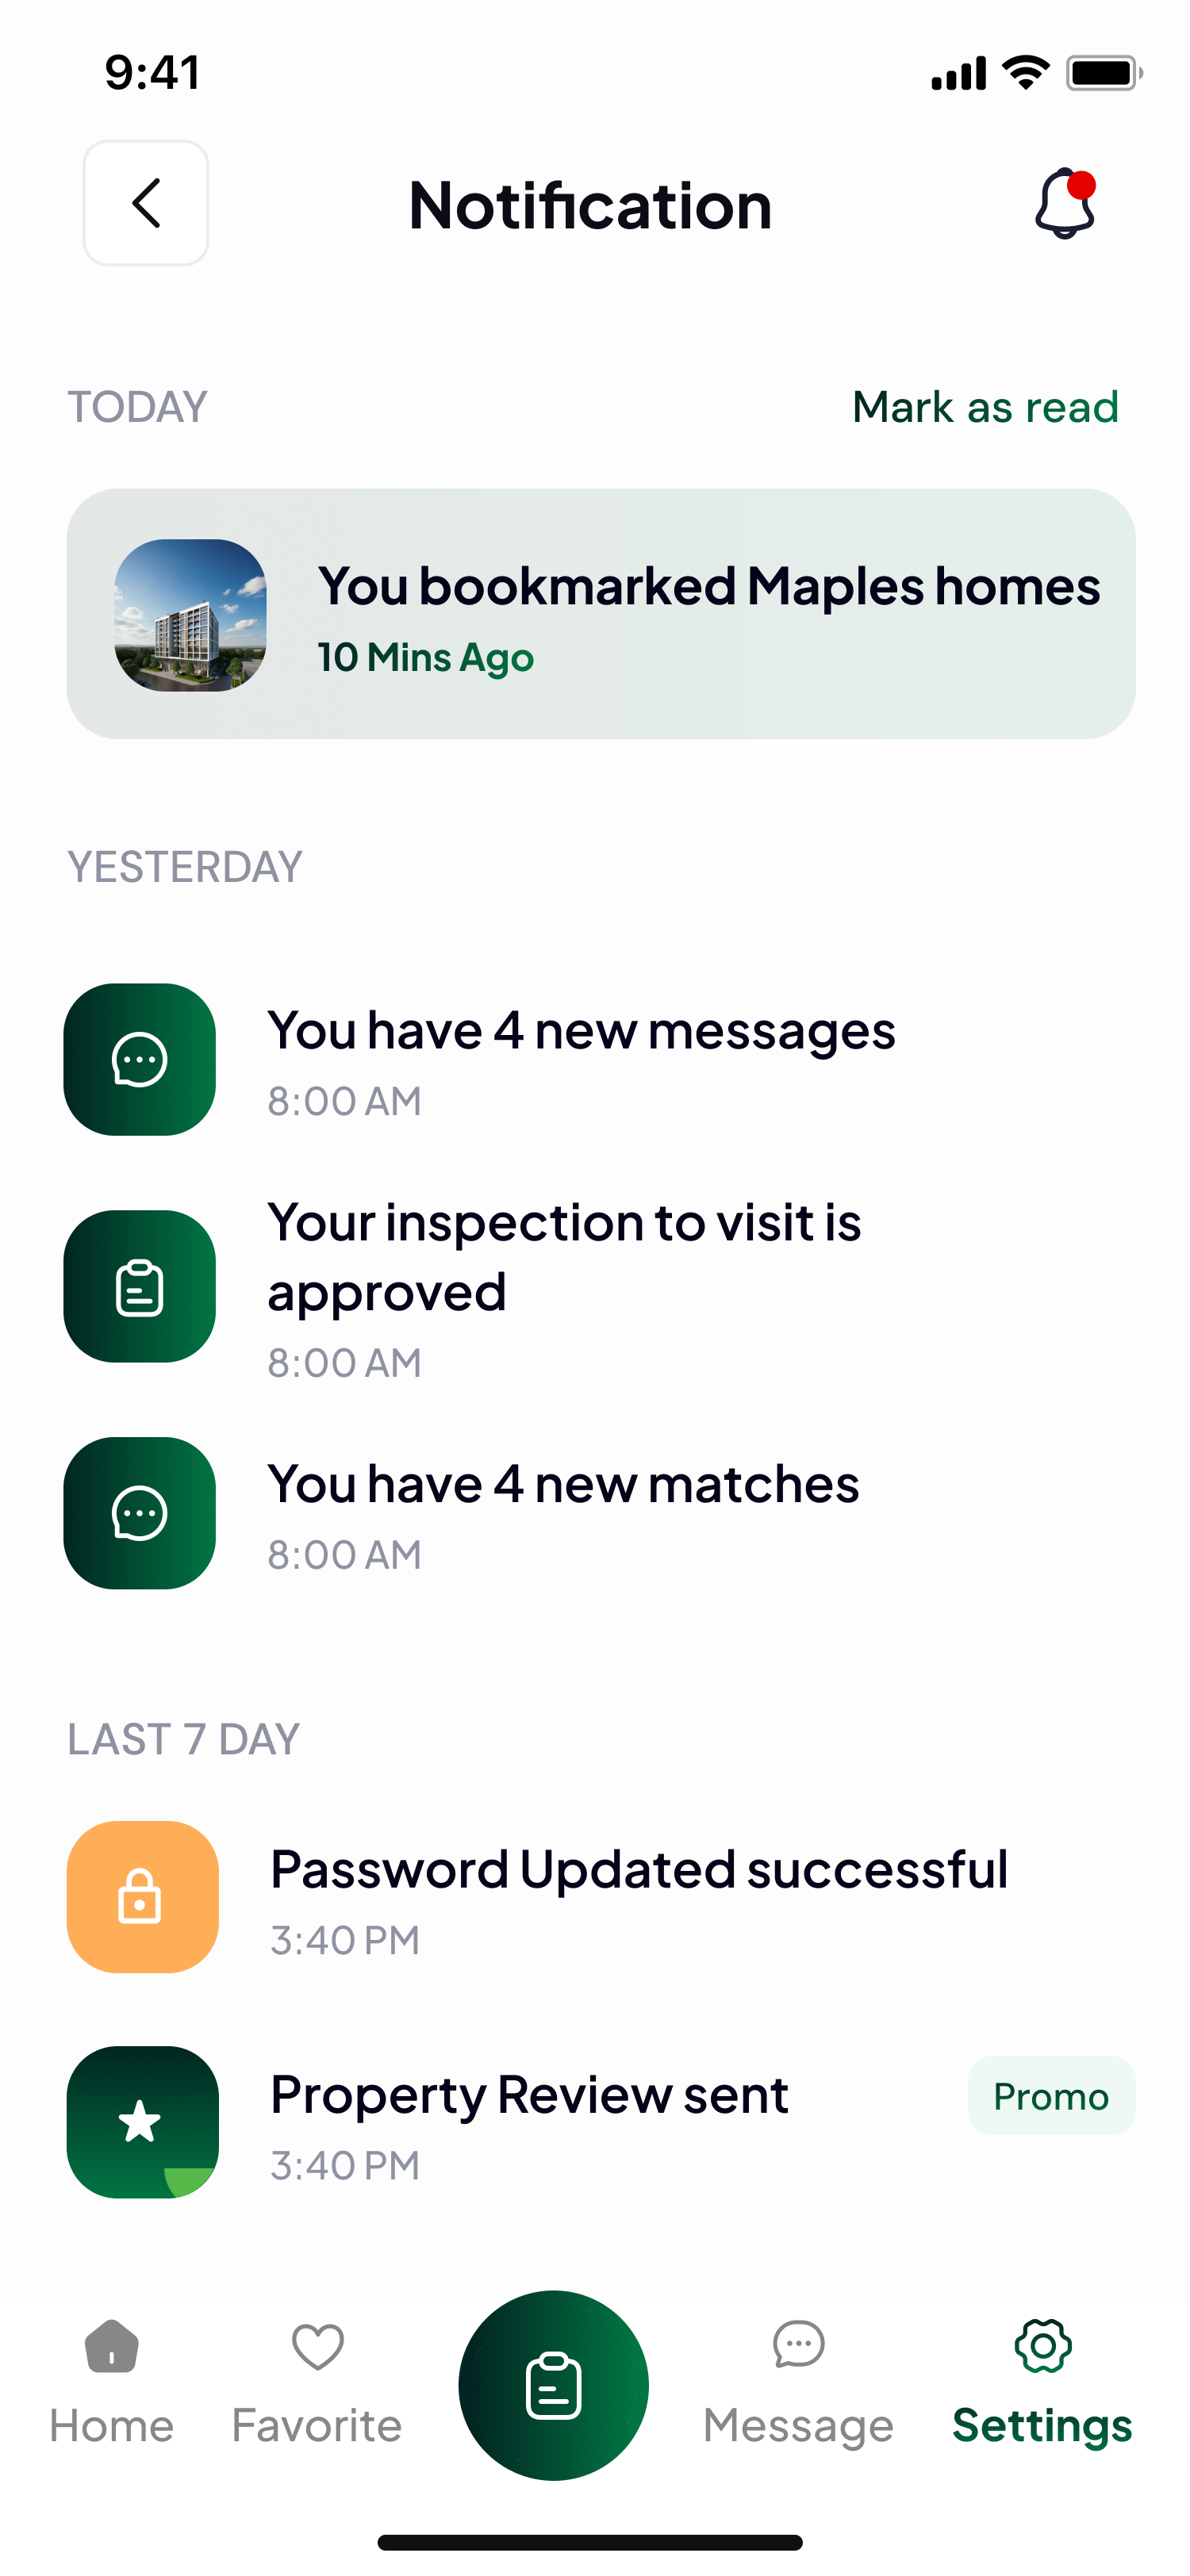 9:41
Notification
TODAY
Mark as read
You bookmarked Maples homes
10 Mins Ago
YESTERDAY
You have 4 new messages
8:00 AM
Your inspection to visit is
approved
8:00 AM
You have 4 new matches
8:00 AM
LAST 7 DAY
Password Updated successful
3:40 PM
Property Review sent
Promo
3:40 PM
Home
Favorite
Message
Settings